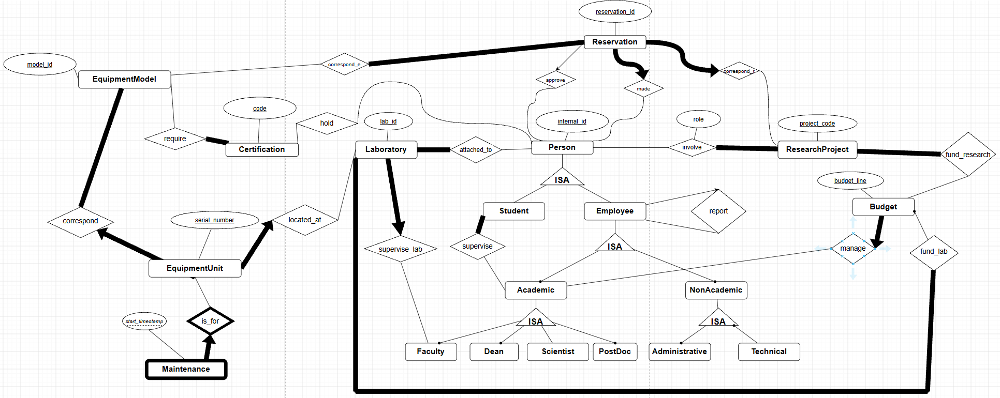 reservation_id
Reservation
model_id
correspond_e
correspond_r
EquipmentModel
approve
made
code
hold
lab_id
internal_id
role
project_code
require
Certification
Laboratory
attached_to
Person
involve
ResearchProject
fund_research
ISA
budget_line
Student
Employee
report
Budget
correspond
serial_number
located_at
supervise_lab
supervise
ISA
manage
fund_lab
EquipmentUnit
Academic
NonAcademic
start_timestamp
is_for
ISA
ISA
Faculty
Dean
Scientist
PostDoc
Administrative
Technical
Maintenance